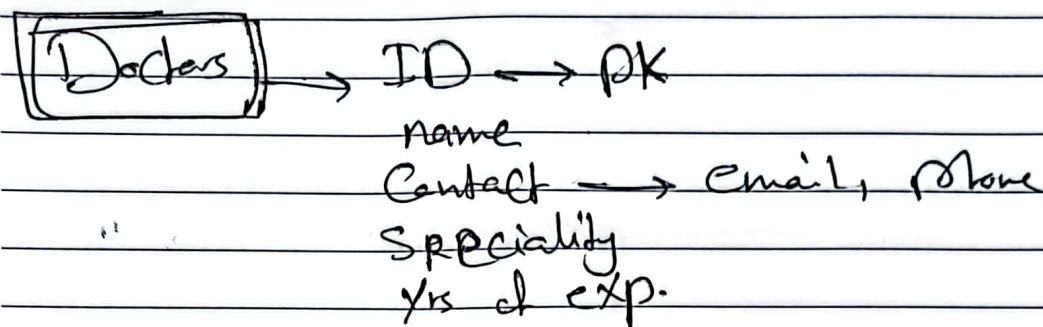 Doctors → ID ↔ PK
name
Contact → email, phone
Speciality
Yrs of exp.